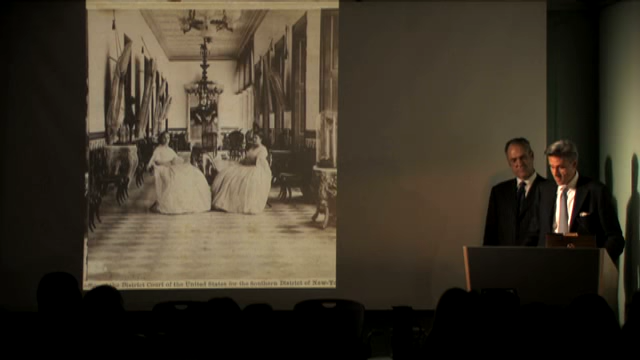 District Court of the United States for the Southern District of New-Y